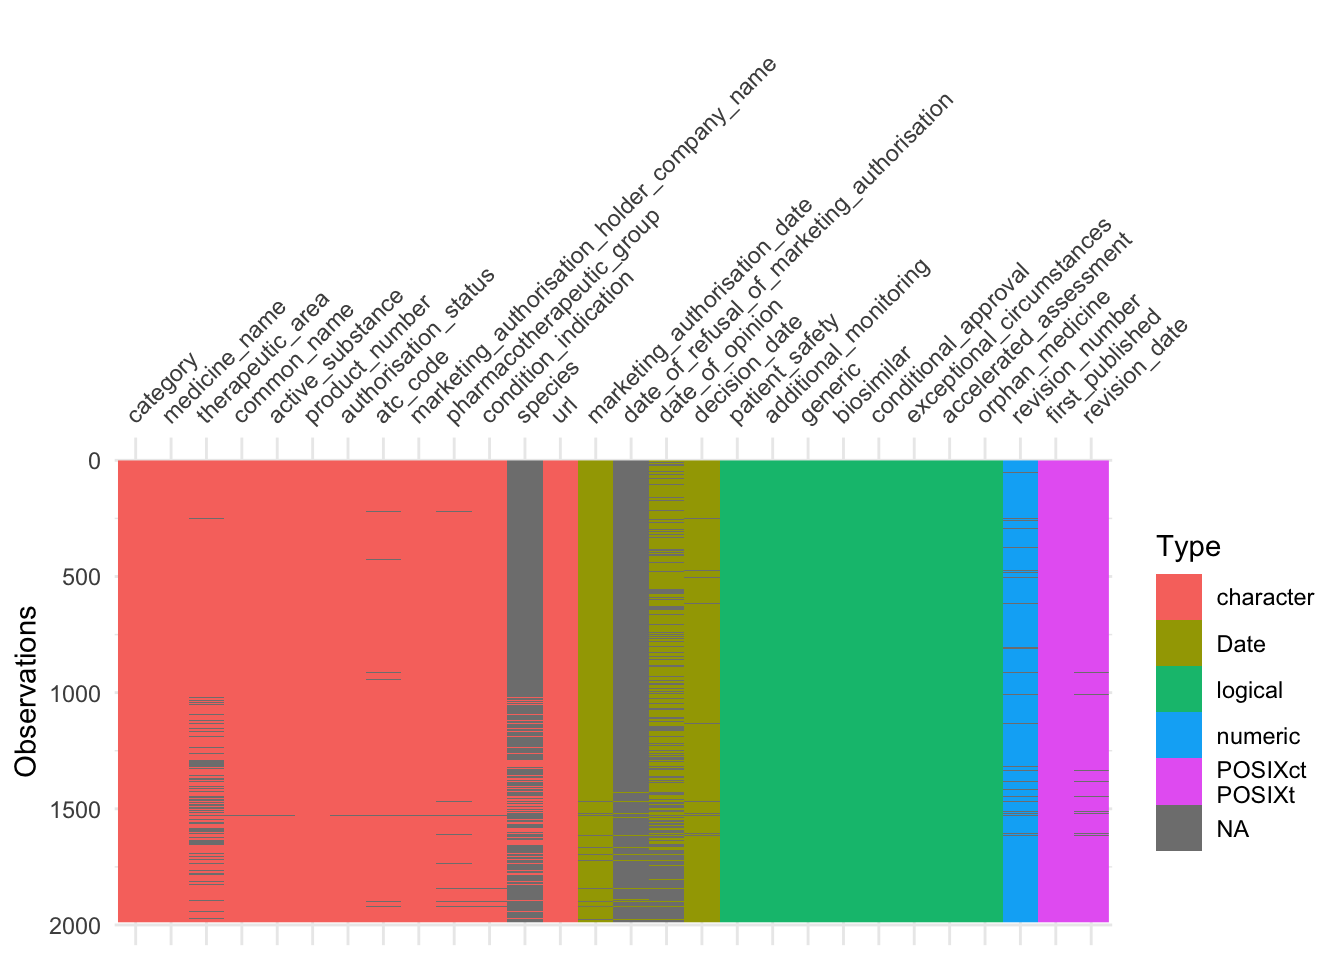 category
medicine_name
therapeutic_area
common_name
active_substance
product_number
authorisation_status
atc_code
marketing_authorisation_holder_company_name
pharmacotherapeutic_group
condition_indication
species
url
marketing_authorisation_date
date_of_refusal_of_marketing_authorisation
date_of_opinion
decision_date
patient_safety
additional_monitoring
generic
biosimilar
conditional_approval
exceptional_circumstances
accelerated_assessment
orphan_medicine
revision_number
first_published
revision_date
0
500
1000
1500
2000
Observations
Type
character
Date
logical
numeric
POSIXct
POSIXt
NA